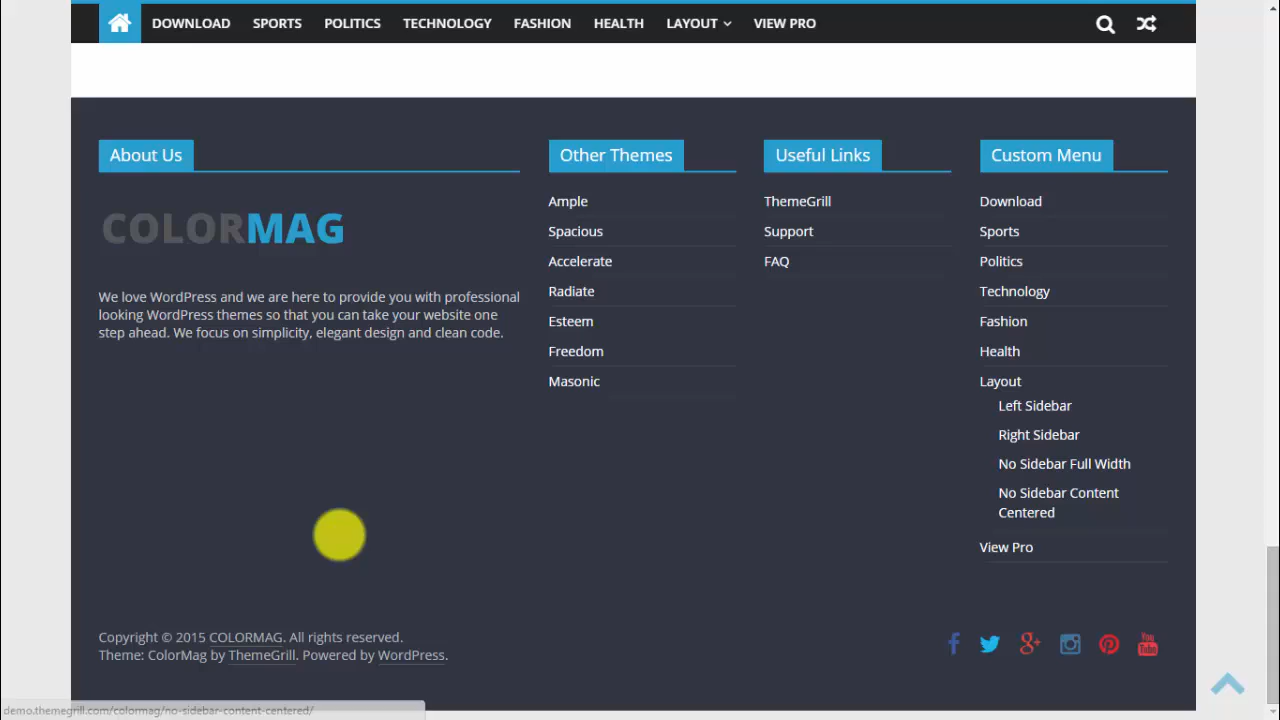 DOWNLOAD SPORTS POLITICS TECHNOLOGY FASHION HEALTH LAYOUT VIEW PRO
About Us
COLORMAG
We love WordPress and we are here to provide you with professional
looking WordPress themes so that you can take your website one
step ahead. We focus on simplicity, elegant design and clean code.
Other Themes
Ample
Spacious
Accelerate
Radiate
Esteem
Freedom
Masonic
Useful Links
ThemeGrill
Support
FAQ
Custom Menu
Download
Sports
Politics
Technology
Fashion
Health
Layout
Left Sidebar
Right Sidebar
No Sidebar Full Width
No Sidebar Content
Centered
View Pro
Copyright © 2015 COLORMAG. All rights reserved.
Theme: ColorMag by ThemeGrill. Powered by WordPress.
You
Tube
demo.themegrill.com/colormag/no-sidebar-content-centered/